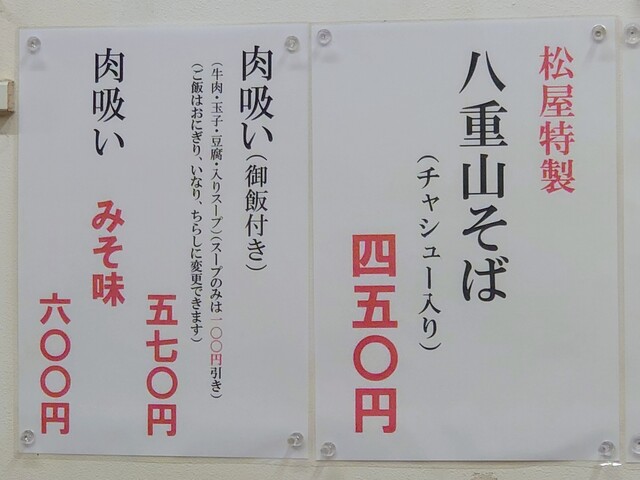 松屋特製
八重山そば
(チャシュー入り)
四五〇円
肉吸い(御飯付き)
(牛肉・玉子・豆腐・入りスープ)(スープのみは一〇〇円引き)
(ご飯はおにぎり、いなり、ちらしに変更できます)
五七〇円
肉吸い みそ味
六〇〇円